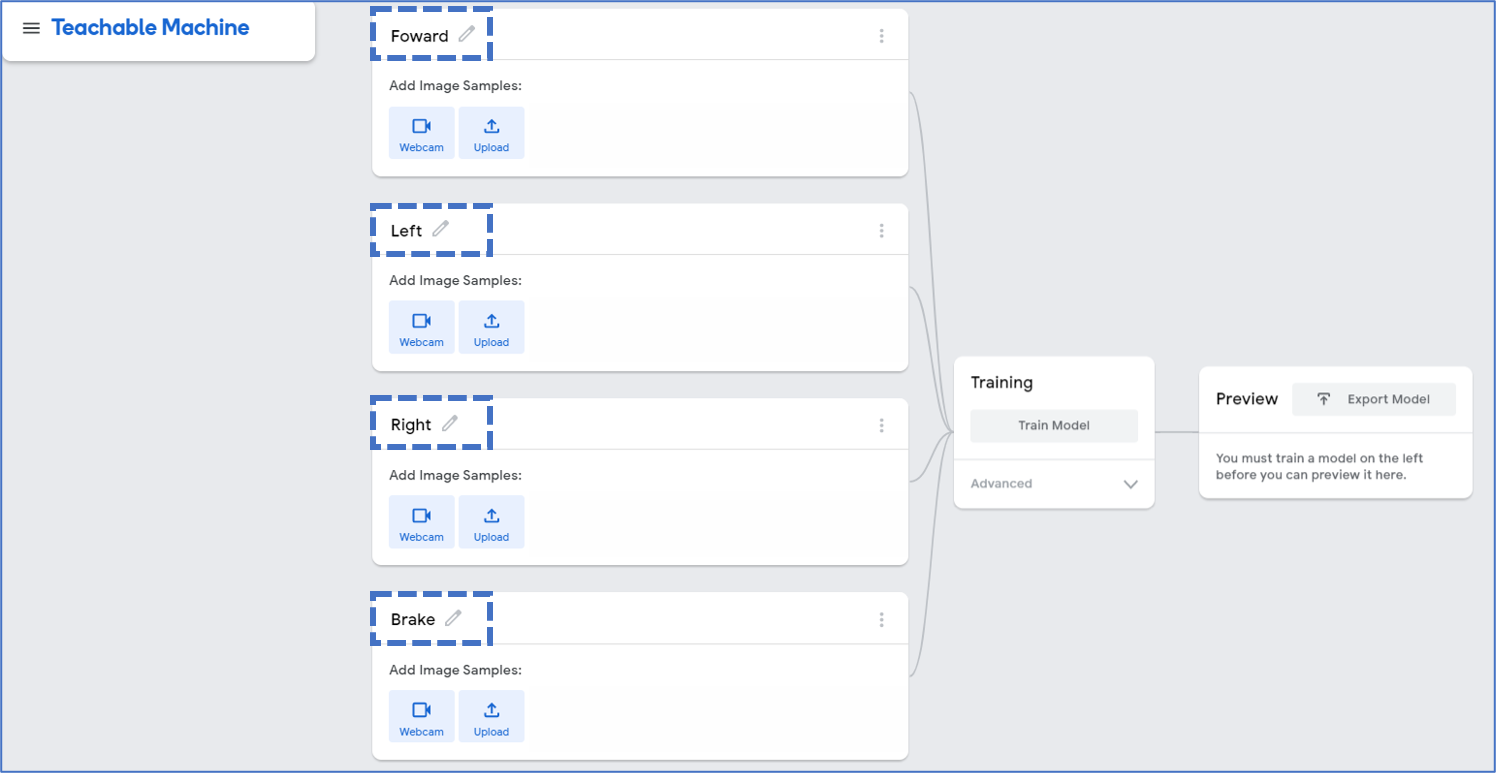 Teachable Machine
Foward
Add Image Samples:
Webcam Upload
Left
Add Image Samples:
Webcam Upload
Right
Add Image Samples:
Webcam Upload
Brake
Add Image Samples:
Webcam Upload
Training
Train Model
Advanced
Preview Export Model
You must train a model on the left
before you can preview it here.